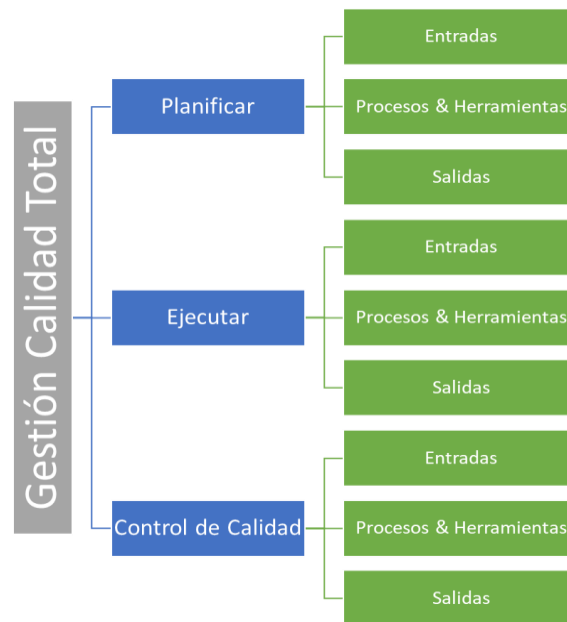 Gestión Calidad Total
Planificar
Entradas
Procesos & Herramientas
Salidas
Ejecutar
Entradas
Procesos & Herramientas
Salidas
Control de Calidad
Entradas
Procesos & Herramientas
Salidas